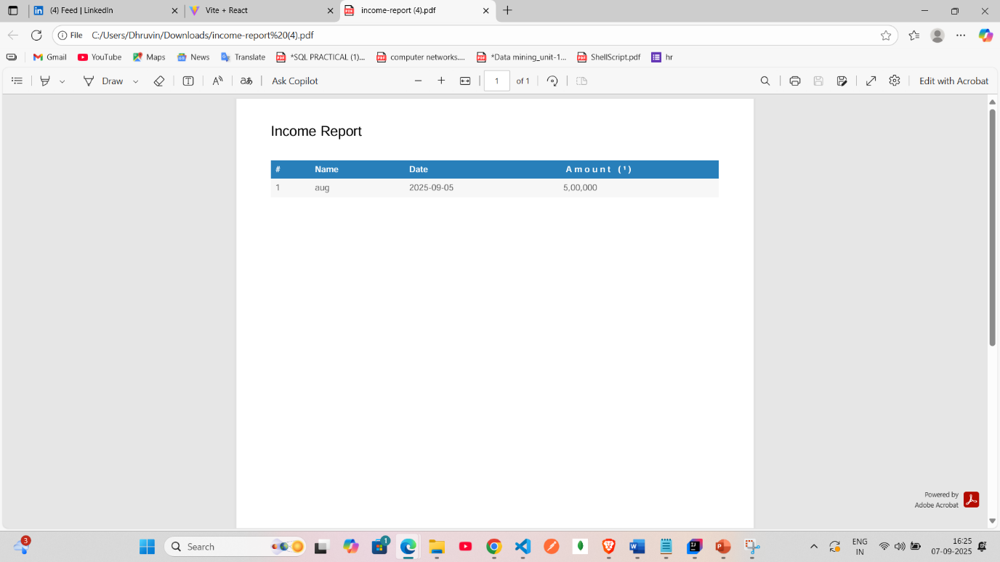 (4) Feed | LinkedIn
Vite + React
income-report (4).pdf
File
C:/Users/Dhruvin/Downloads/income-report%20(4).pdf
Gmail
YouTube
Maps
News
Translate
*SQL PRACTICAL (1)...
computer networks....
*Data mining_unit-1...
ShellScript.pdf
hr
Draw
Ask Copilot
1
of 1
Edit with Acrobat
Income Report
# Name Date Amount (¹)
1 aug 2025-09-05 5,00,000
Powered by
Adobe Acrobat
3
Search
1
ENG
IN
16:25
07-09-2025